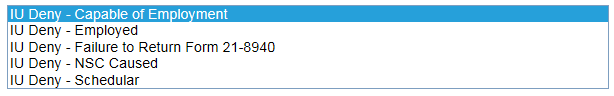 IU Deny - Capable of Employment
IU Deny - Employed
IU Deny - Failure to Return Form 21-8940
IU Deny - NSC Caused
IU Deny - Schedular